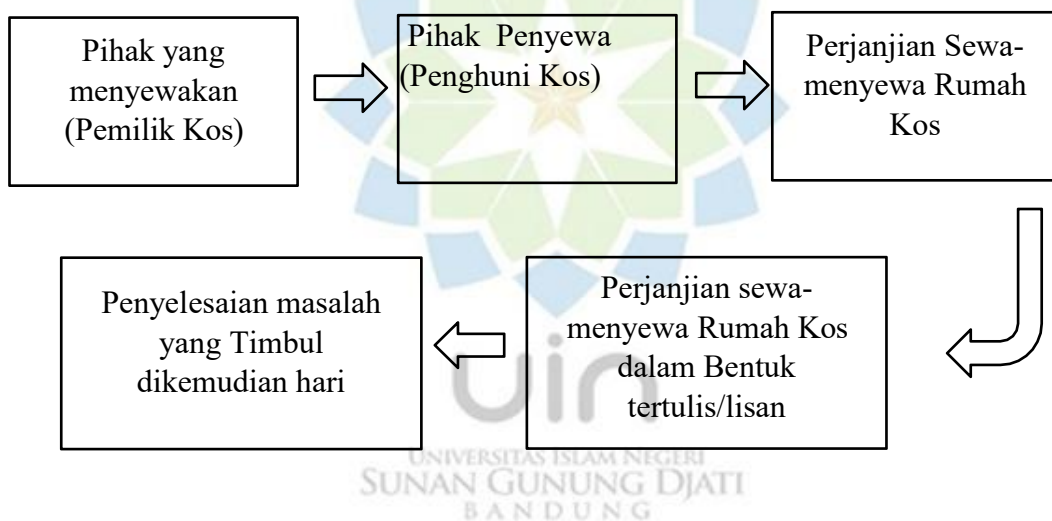 Pihak yang
menyewakan
(Pemilik Kos)
Pihak Penyewa
(Penghuni Kos)
Perjanjian Sewa-
menyewa Rumah
Kos
Perjanjian sewa-
menyewa Rumah Kos
dalam Bentuk
tertulis/lisan
Penyelesaian masalah
yang Timbul
dikemudian hari
uin
UNIVERSITAS ISLAM NEGERI
SUNAN GUNUNG DJATI
BANDUNG